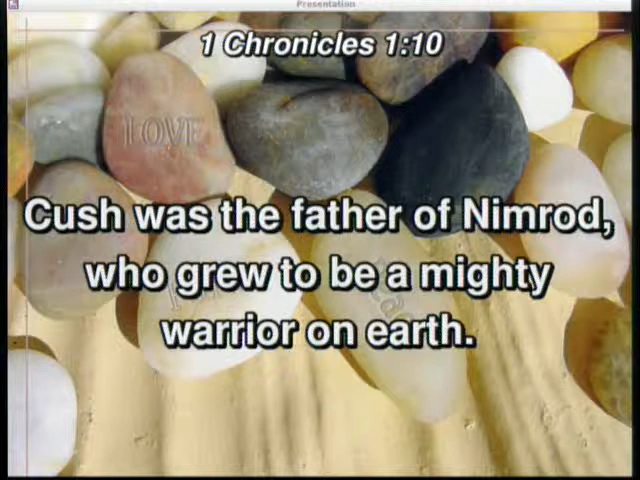 Presentation
1 Chronicles 1:10
LOVE
Cush was the father of Nimrod,
who grew to be a mighty
warrior on earth.